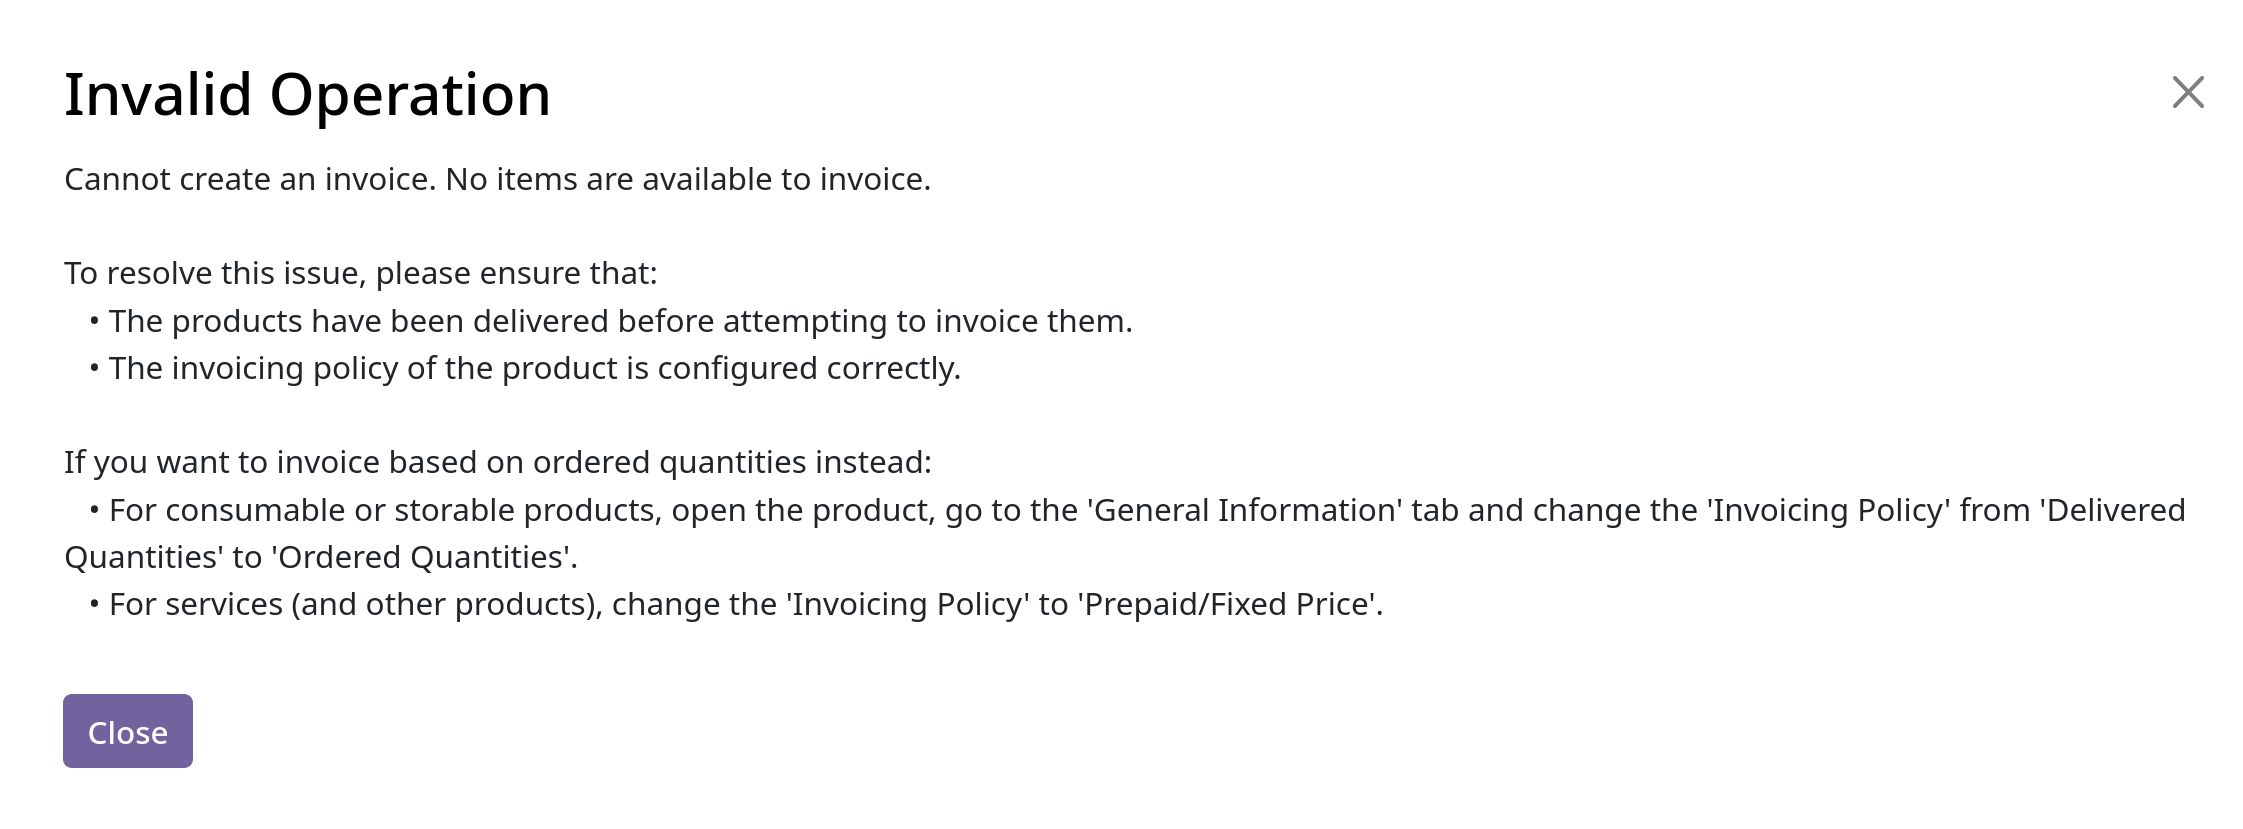 Invalid Operation
Cannot create an invoice. No items are available to invoice.
To resolve this issue, please ensure that:
• The products have been delivered before attempting to invoice them.
• The invoicing policy of the product is configured correctly.
If you want to invoice based on ordered quantities instead:
• For consumable or storable products, open the product, go to the 'General Information' tab and change the 'Invoicing Policy' from 'Delivered
Quantities' to 'Ordered Quantities'.
• For services (and other products), change the 'Invoicing Policy' to 'Prepaid/Fixed Price'.
Close